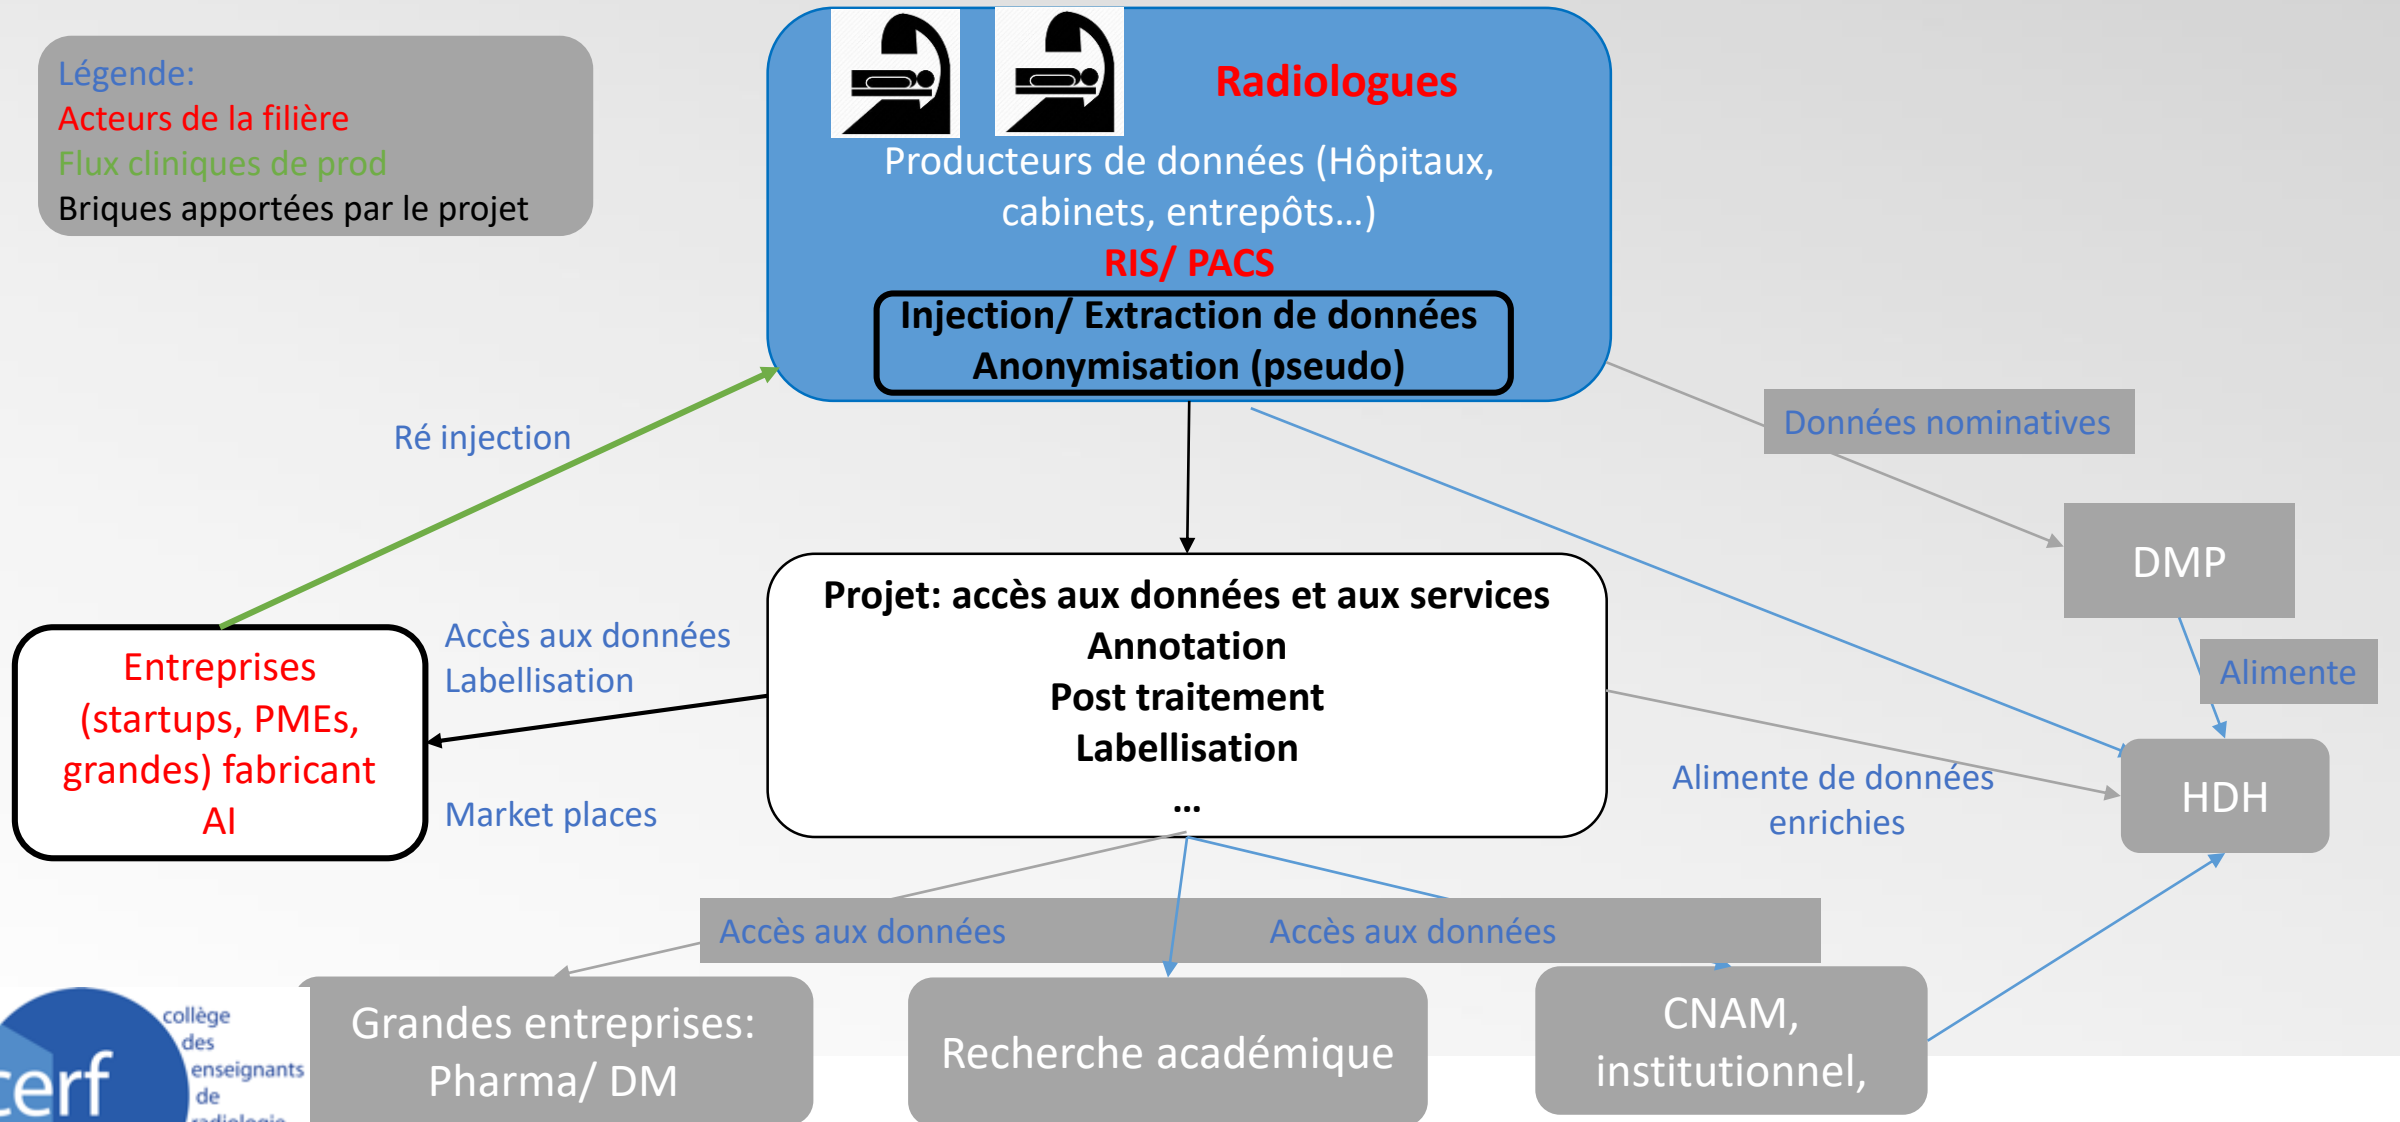 Légende:
Acteurs de la filière
Flux cliniques de prod
Briques apportées par le projet
Radiologues
Producteurs de données (Hôpitaux,
cabinets, entrepôts...)
RIS/ PACS
Injection/ Extraction de données
Anonymisation (pseudo)
Ré injection
Données nominatives
DMP
Alimente
Projet: accès aux données et aux services
Annotation
Post traitement
Labellisation
...
Accès aux données
Labellisation
Market places
Entreprises
(startups, PMEs,
grandes) fabricant
AI
Alimente de données
enrichies
HDH
Accès aux données
Accès aux données
Grandes entreprises:
Pharma/ DM
Recherche académique
CNAM,
institutionnel,
cerf
collège
des
enseignants
de
radiologie